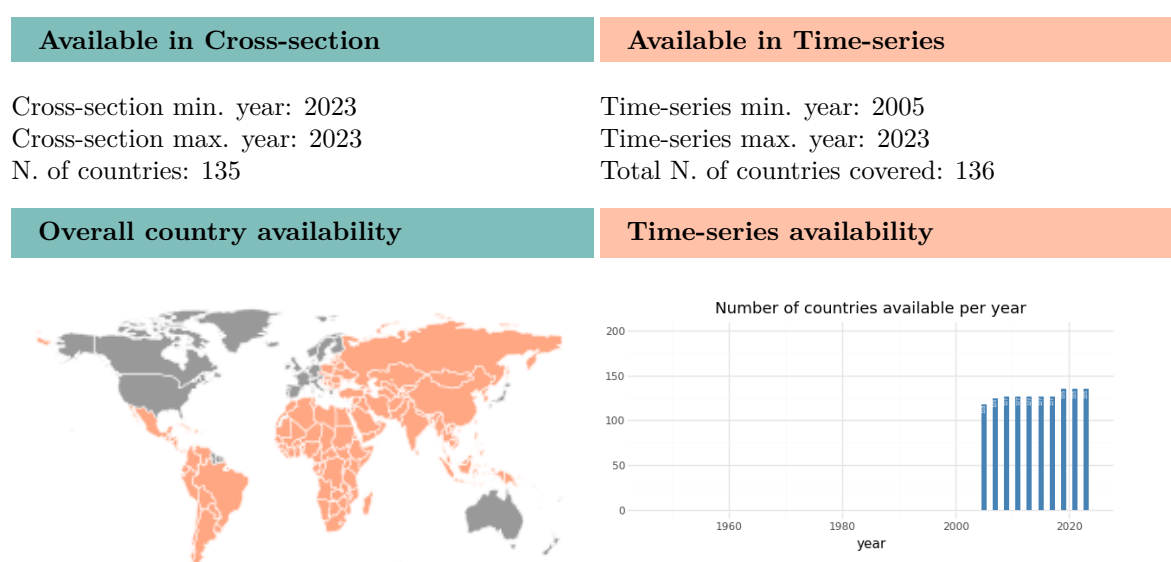 Available in Cross-section
Available in Time-series
Cross-section min. year: 2023
Cross-section max. year: 2023
N. of countries: 135
Time-series min. year: 2005
Time-series max. year: 2023
Total N. of countries covered: 136
Overall country availability
Time-series availability
Number of countries available per year
200
150
100
50
0
1960
1980
2000
2020
year